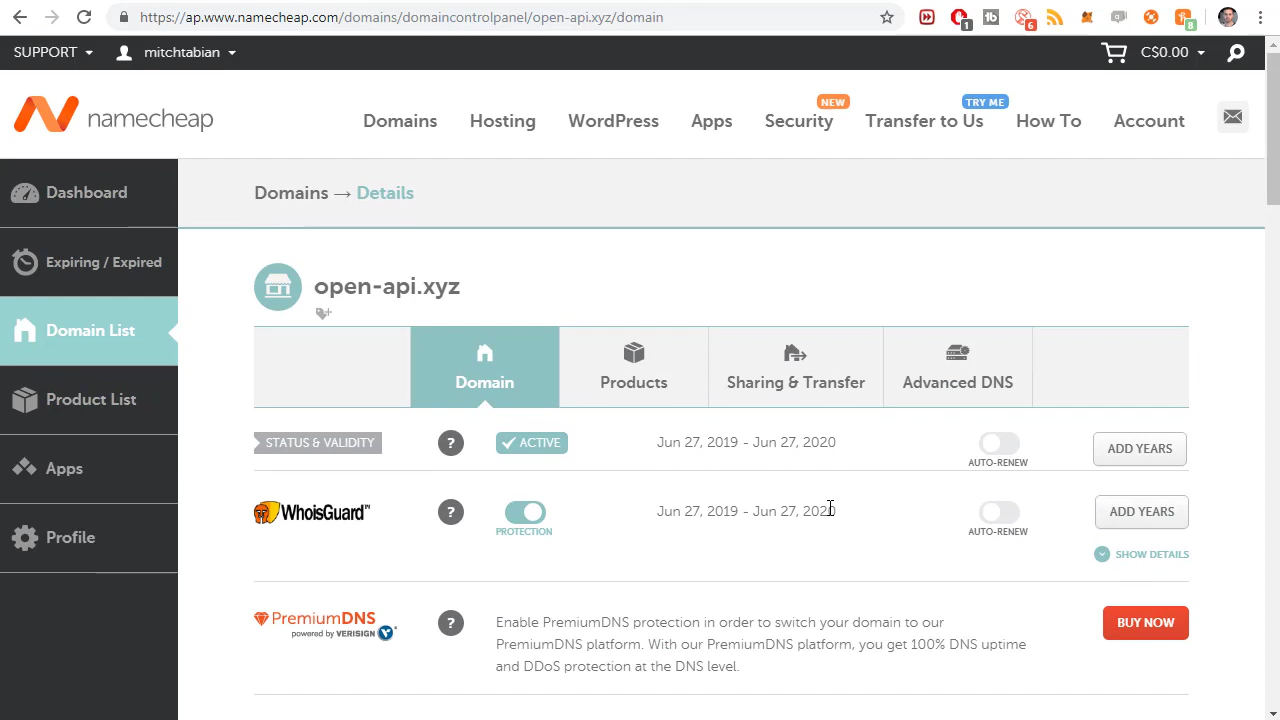 https://ap.www.namecheap.com/domains/domaincontrolpanel/open-api.xyz/domain
1
6
8
SUPPORT
mitchtabian
C$0.00
namecheap
Domains
Hosting
WordPress
Apps
NEW
Security
TRY ME
Transfer to Us
How To
Account
Dashboard
Expiring / Expired
Domain List
Product List
Apps
Profile
Domains → Details
open-api.xyz
Domain
Products
Sharing & Transfer
Advanced DNS
STATUS & VALIDITY
?
ACTIVE
Jun 27, 2019 - Jun 27, 2020
AUTO-RENEW
ADD YEARS
WhoisGuard™
?
PROTECTION
Jun 27, 2019 - Jun 27, 2020
AUTO-RENEW
ADD YEARS
SHOW DETAILS
PremiumDNS
powered by VERISIGN
?
Enable PremiumDNS protection in order to switch your domain to our
PremiumDNS platform. With our PremiumDNS platform, you get 100% DNS uptime
and DDoS protection at the DNS level.
BUY NOW